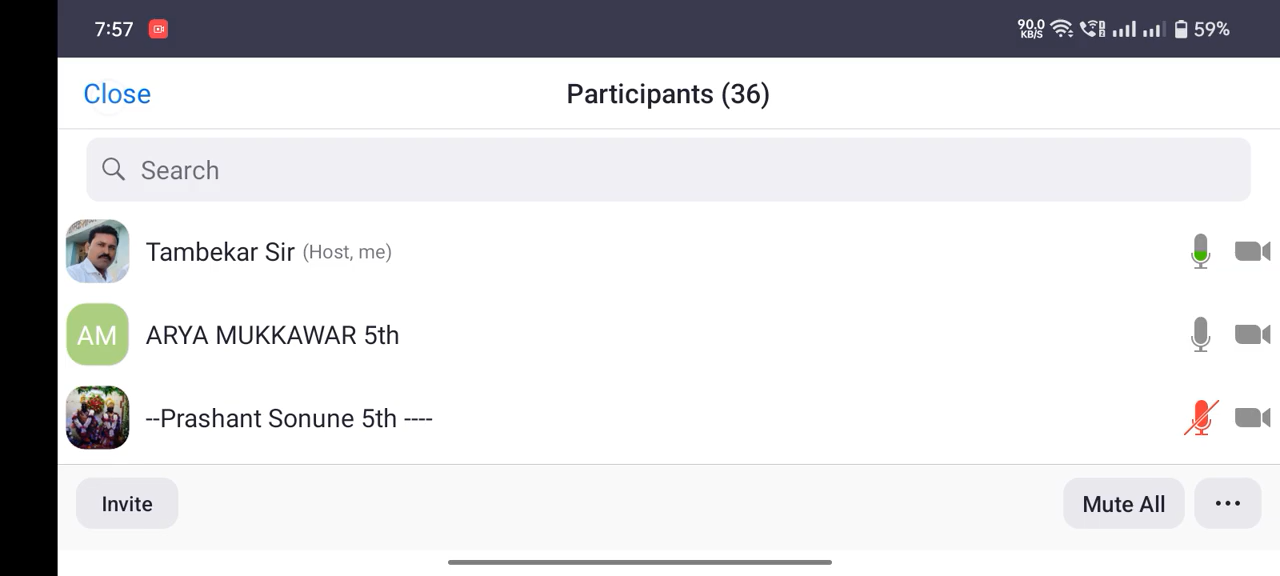 7:57 90.0 KB/S 59%
Close Participants (36)
Search
Tambekar Sir (Host, me)
AM ARYA MUKKAWAR 5th
--Prashant Sonune 5th ----
Invite Mute All ...